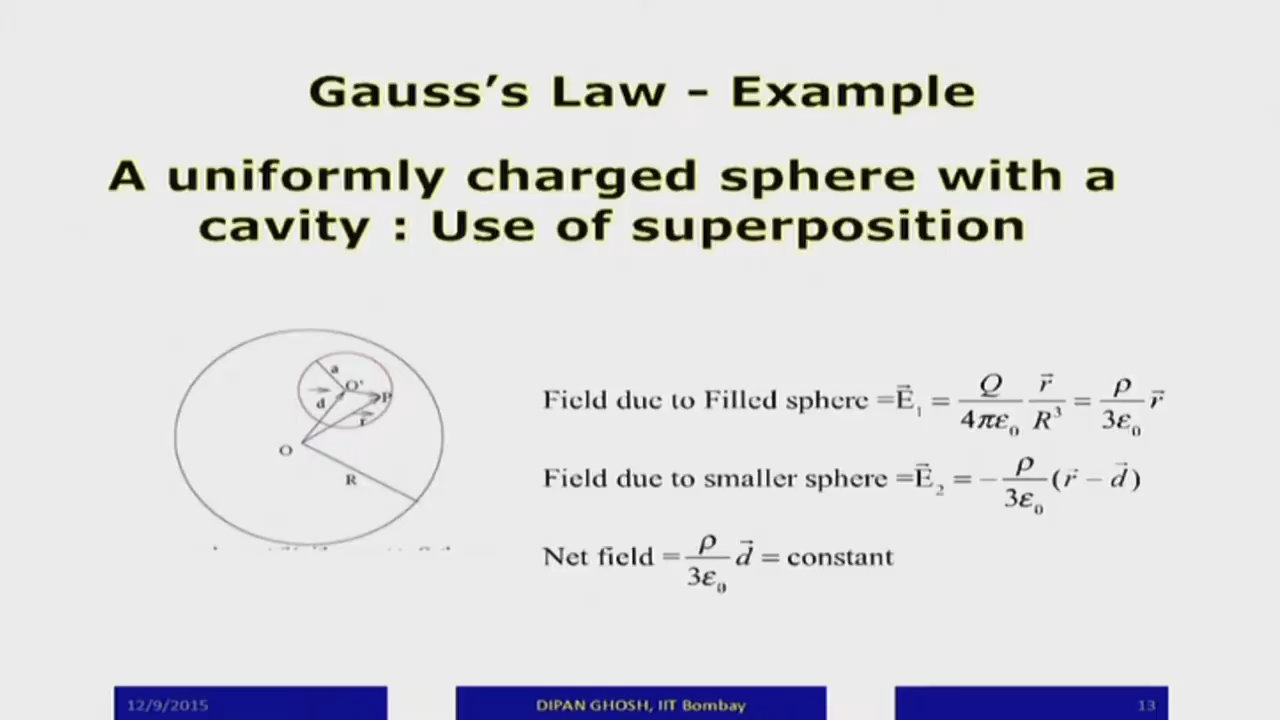 Gauss’s Law – Example
A uniformly charged sphere with a
cavity : Use of superposition
a
O'
P
d⃗
r⃗
O
R
Field due to Filled sphere =E⃗₁ = Q/4πε₀ r⃗/R³ = ρ/3ε₀ r⃗
Field due to smaller sphere =E⃗₂ = −ρ/3ε₀ (r⃗ − d⃗)
Net field = ρ/3ε₀ d⃗ = constant
12/9/2015
DIPAN GHOSH, IIT Bombay
13